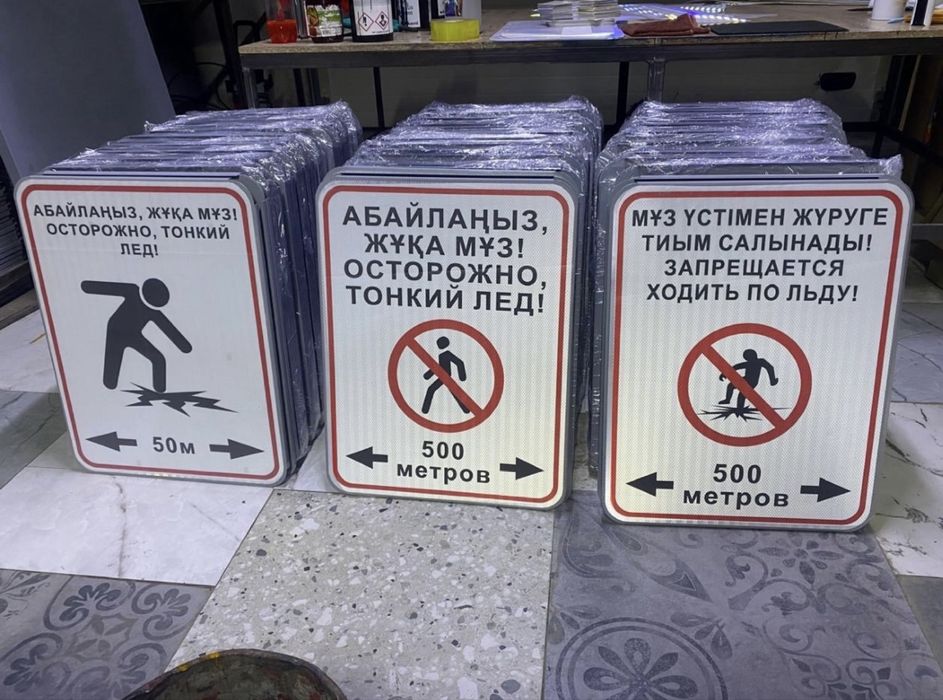 АБАЙЛАҢЫЗ, ЖҰҚА МҰЗ!
ОСТОРОЖНО, ТОНКИЙ
ЛЕД!
50м
АБАЙЛАҢЫЗ,
ЖҰҚА МҰЗ!
ОСТОРОЖНО,
ТОНКИЙ ЛЕД!
500
метров
МҰЗ ҮСТІМЕН ЖҮРУГЕ
ТИЫМ САЛЫНАДЫ!
ЗАПРЕЩАЕТСЯ
ХОДИТЬ ПО ЛЬДУ!
500
метров